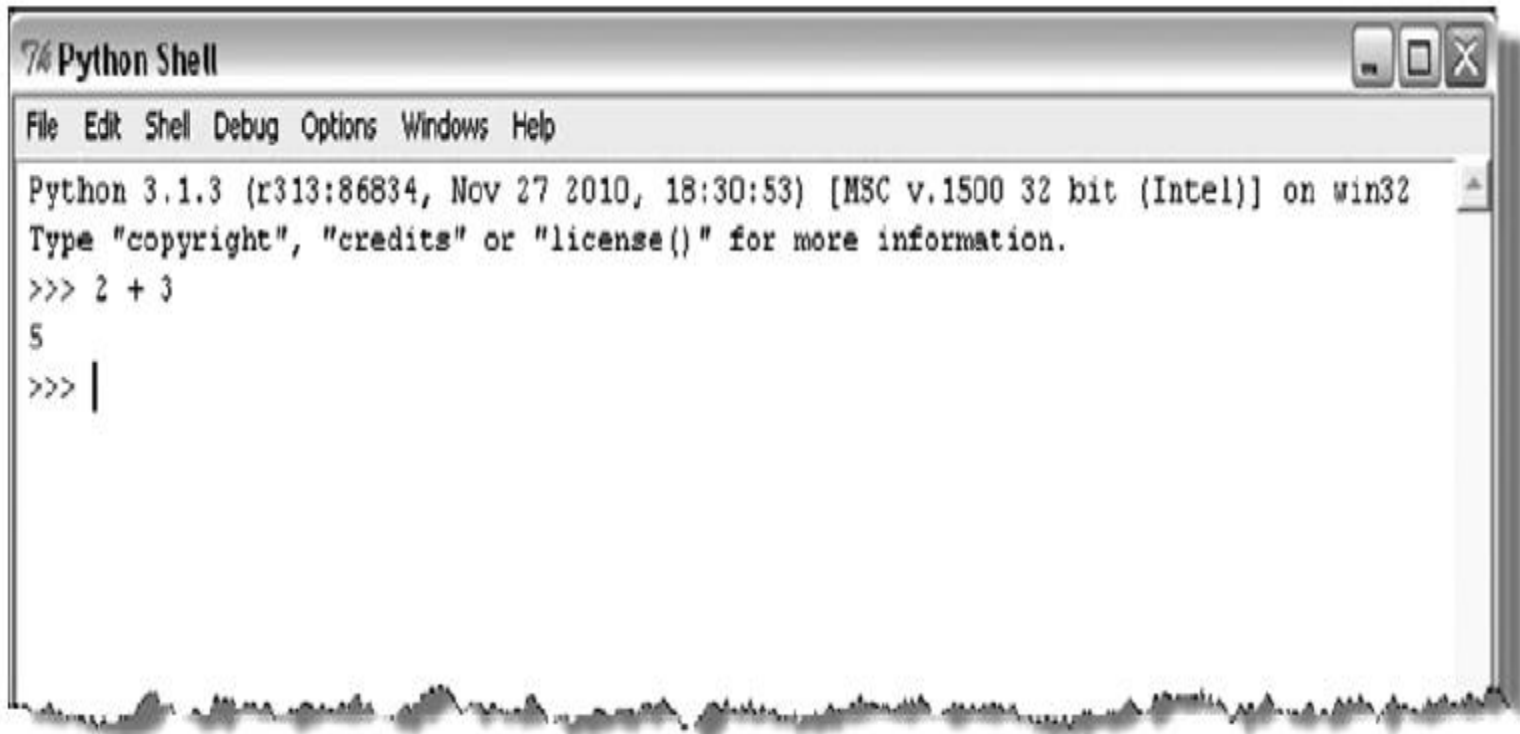 Python Shell
File Edit Shell Debug Options Windows Help
Python 3.1.3 (r313:86834, Nov 27 2010, 18:30:53) [MSC v.1500 32 bit (Intel)] on win32
Type "copyright", "credits" or "license()" for more information.
>>> 2 + 3
5
>>>